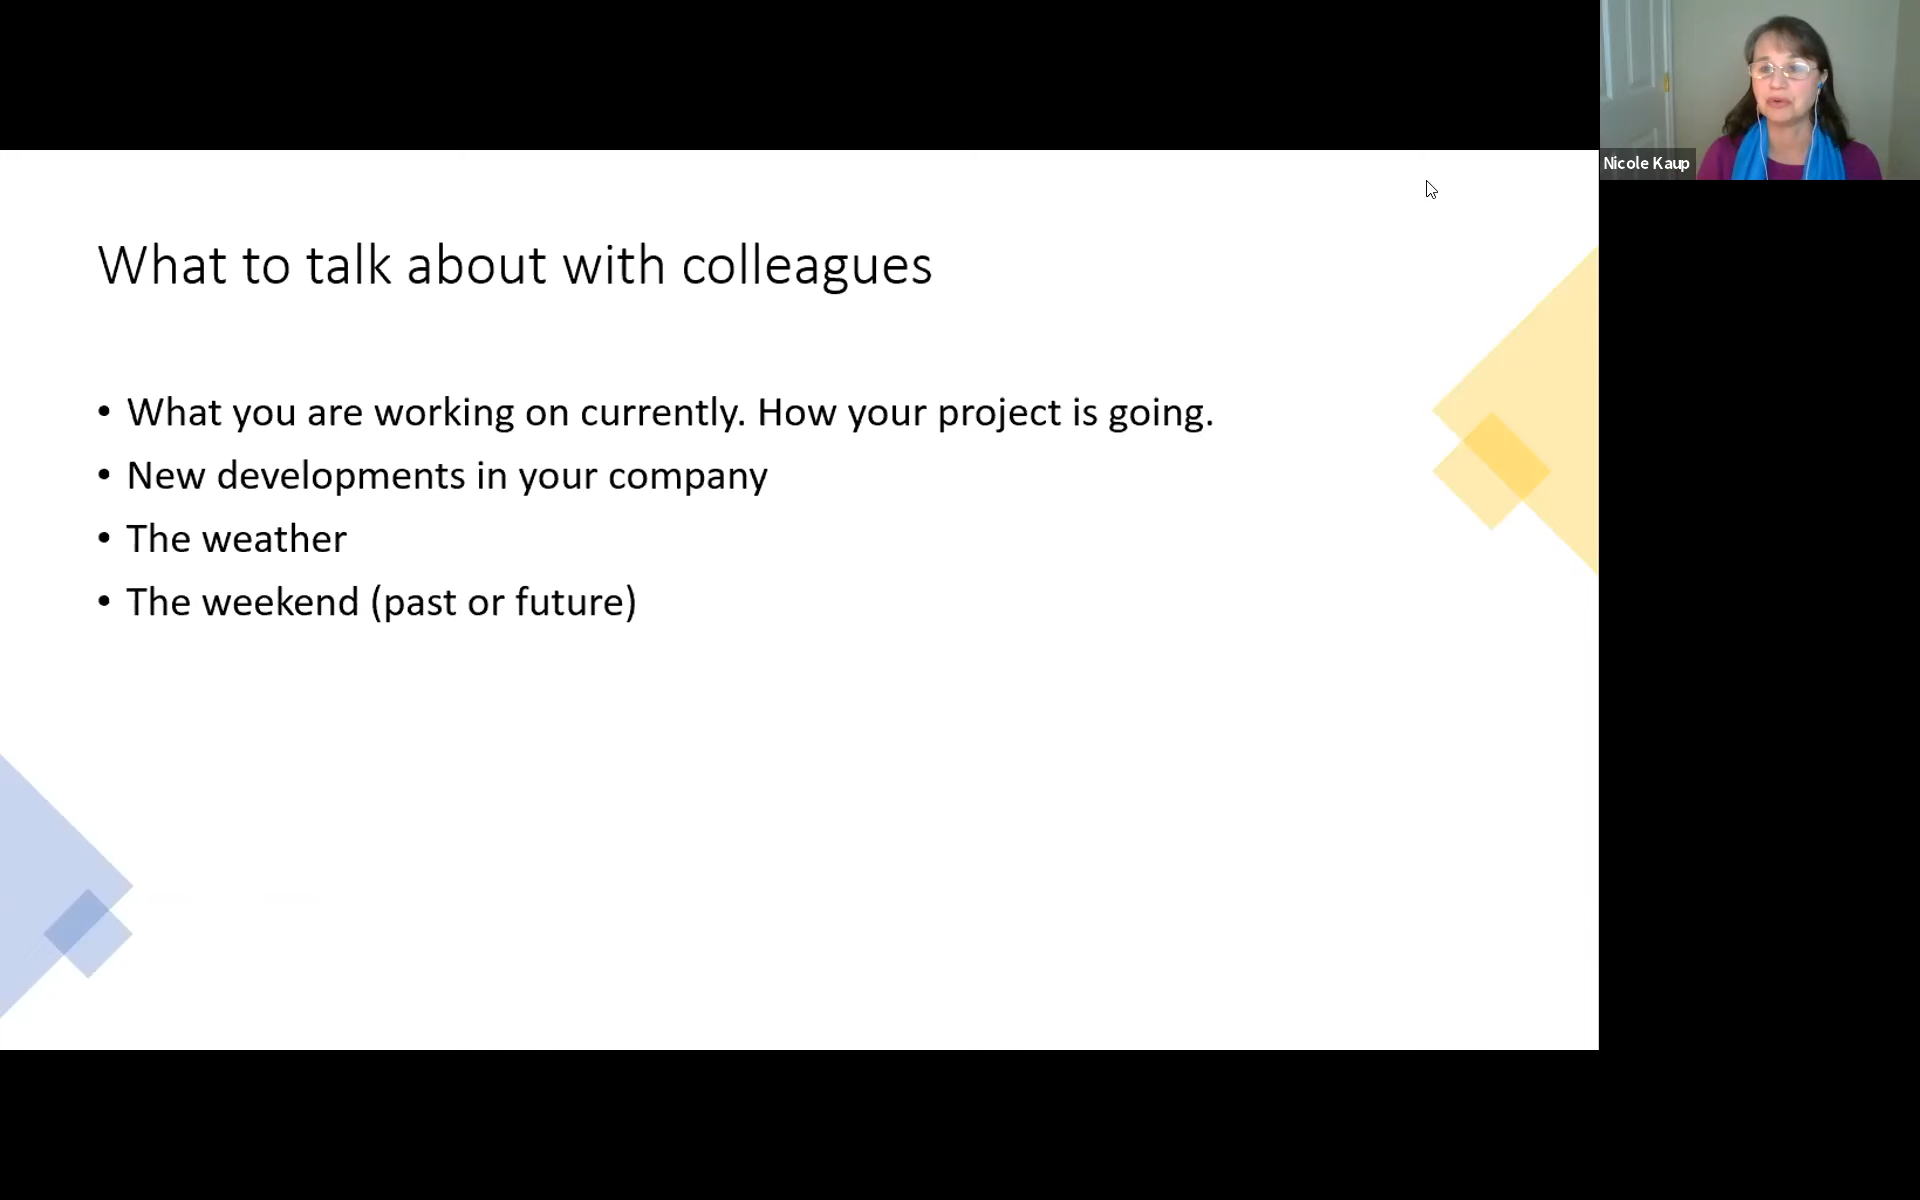 Nicole Kaup
What to talk about with colleagues
• What you are working on currently. How your project is going.
• New developments in your company
• The weather
• The weekend (past or future)